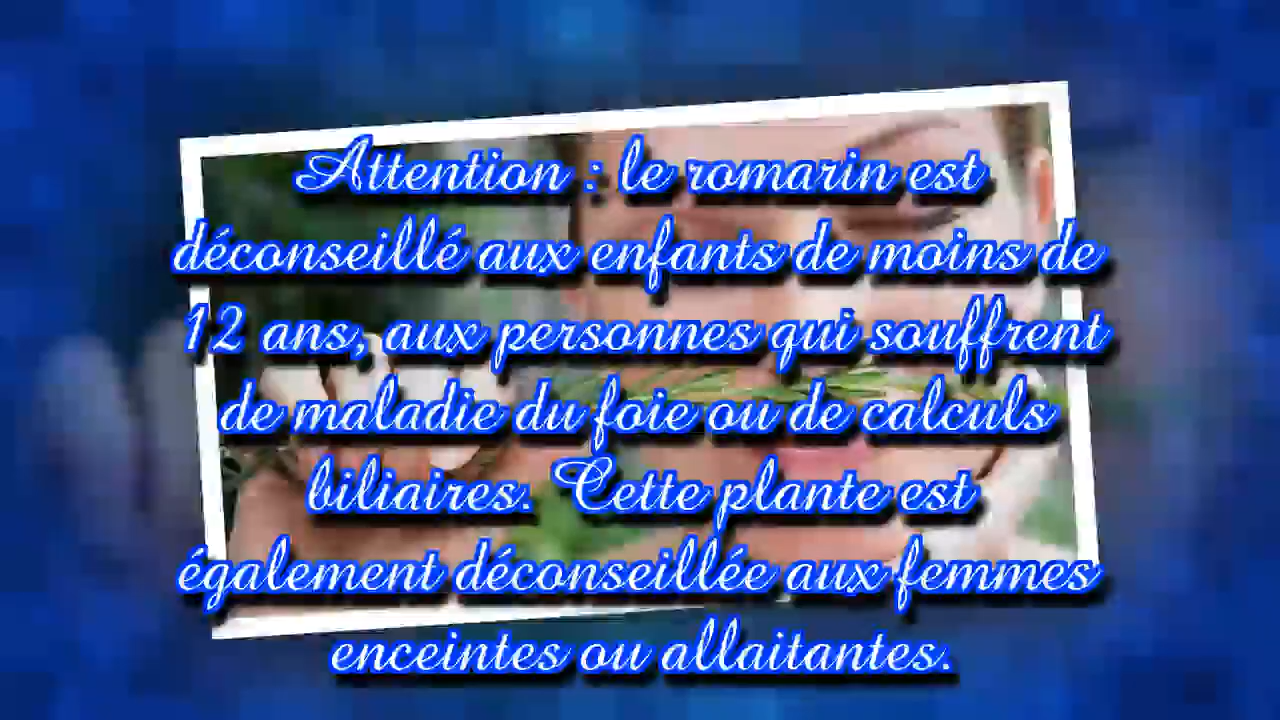 Attention : le romarin est
déconseillé aux enfants de moins de
12 ans, aux personnes qui souffrent
de maladie du foie ou de calculs
biliaires. Cette plante est
également déconseillée aux femmes
enceintes ou allaitantes.